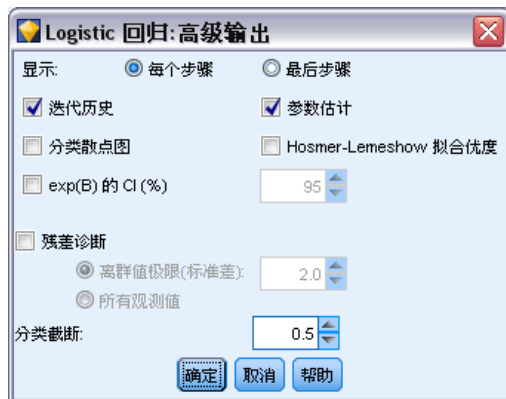 Logistic 回归:高级输出
显示: 每个步骤 最后步骤
迭代历史 参数估计
分类散点图 Hosmer-Lemeshow 拟合优度
exp(B) 的 CI (%) 95
残差诊断
离群值极限(标准差): 2.0
所有观测值
分类截断: 0.5
确定 取消 帮助